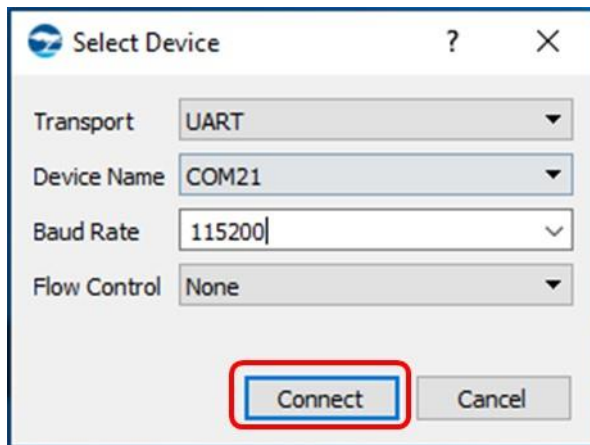 Select Device ?
Transport UART
Device Name COM21
Baud Rate 115200
Flow Control None
Connect Cancel